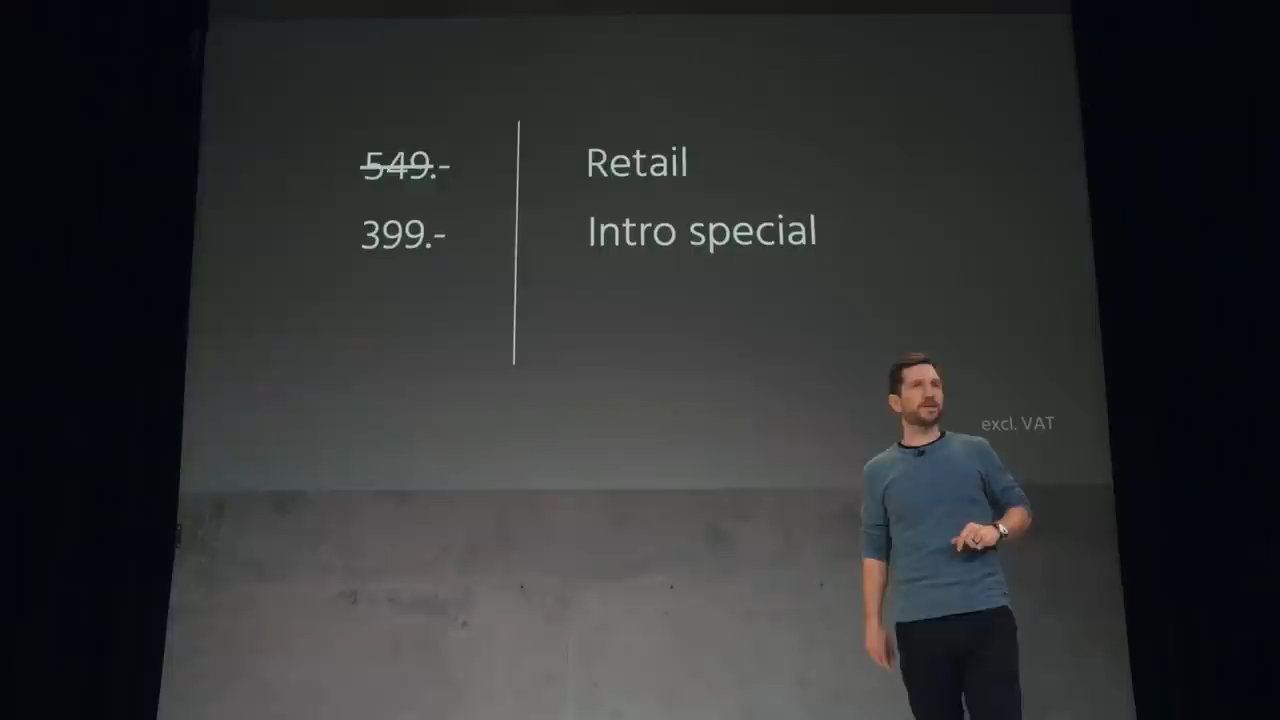 549.- Retail
399.- Intro special
excl. VAT